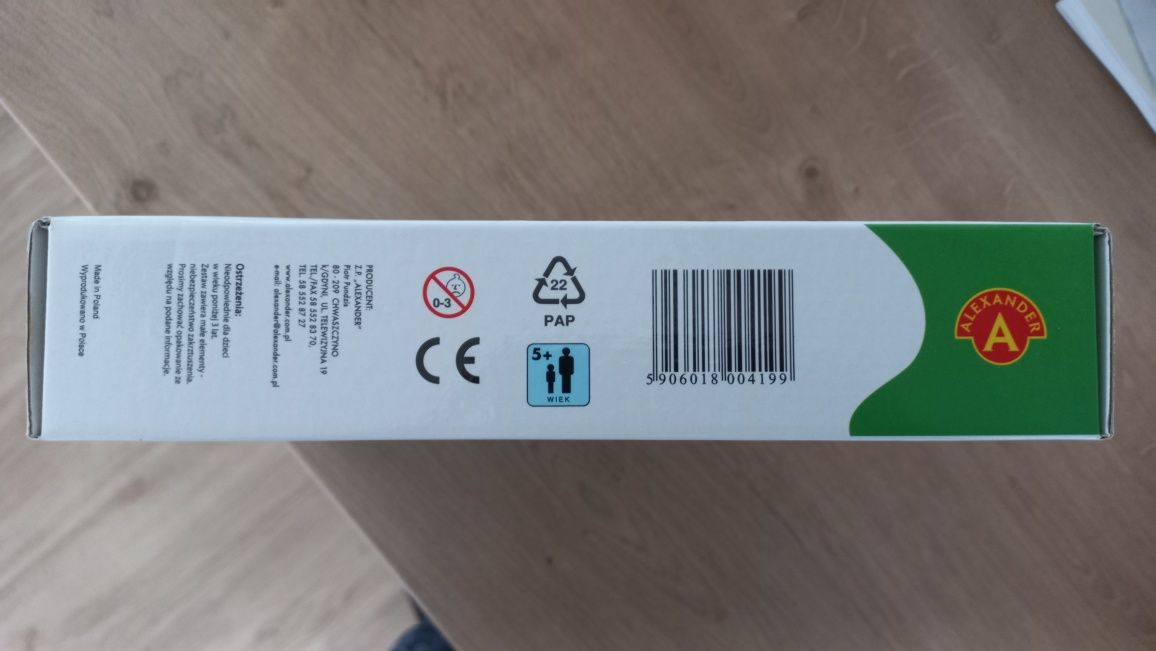 Made in Poland
Wyprodukowano w Polsce
Ostrzeżenia:
Nieodpowiednie dla dzieci
w wieku poniżej 3 lat.
Zestaw zawiera małe elementy -
niebezpieczeństwo zakrztuszenia.
Prosimy zachować opakowanie ze
względu na podane informacje.
PRODUCENT:
Z.P. „ALEXANDER”
Piotr Pundzis
80 - 209 CHWASZCZYNO
k/GDYNI, UL. TELEWIZYJNA 19
TEL./FAX 58 552 83 70,
TEL. 58 552 87 27
www.alexander.com.pl
e-mail: alexander@alexander.com.pl
0-3
CE
22
PAP
5+
WIEK
5 906018 004199
ALEXANDER
A